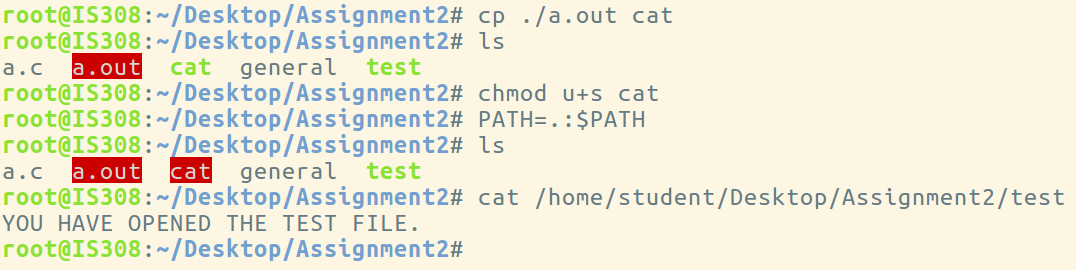 root@IS308:~/Desktop/Assignment2# cp ./a.out cat
root@IS308:~/Desktop/Assignment2# ls
a.c  a.out  cat  general  test
root@IS308:~/Desktop/Assignment2# chmod u+s cat
root@IS308:~/Desktop/Assignment2# PATH=.:$PATH
root@IS308:~/Desktop/Assignment2# ls
a.c  a.out  cat  general  test
root@IS308:~/Desktop/Assignment2# cat /home/student/Desktop/Assignment2/test
YOU HAVE OPENED THE TEST FILE.
root@IS308:~/Desktop/Assignment2#